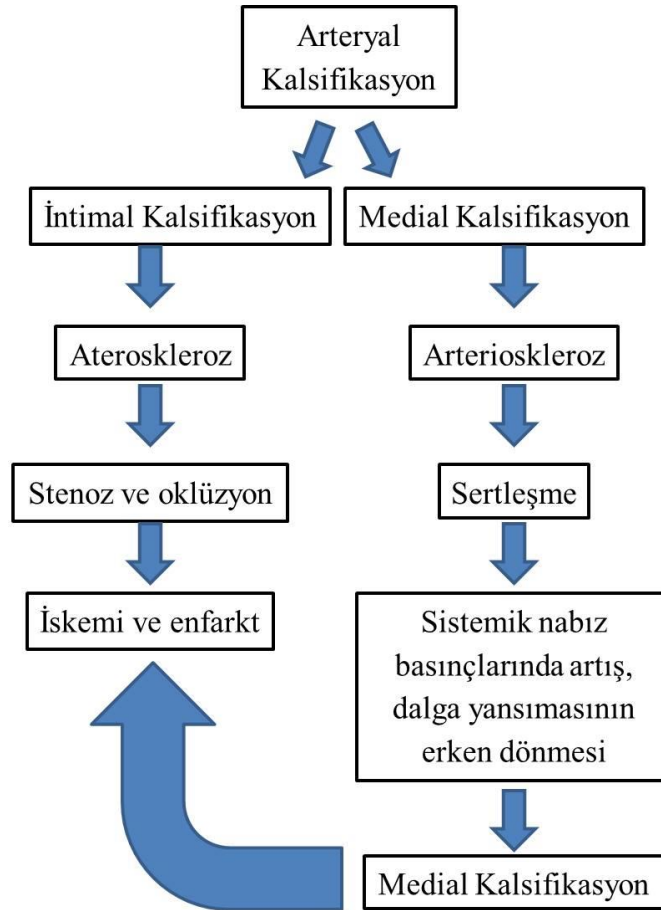 Arteryal
Kalsifikasyon
İntimal Kalsifikasyon
Medial Kalsifikasyon
Ateroskleroz
Arterioskleroz
Stenoz ve oklüzyon
Sertleşme
İskemi ve enfarkt
Sistemik nabız
basınçlarında artış,
dalga yansımasının
erken dönmesi
Medial Kalsifikasyon